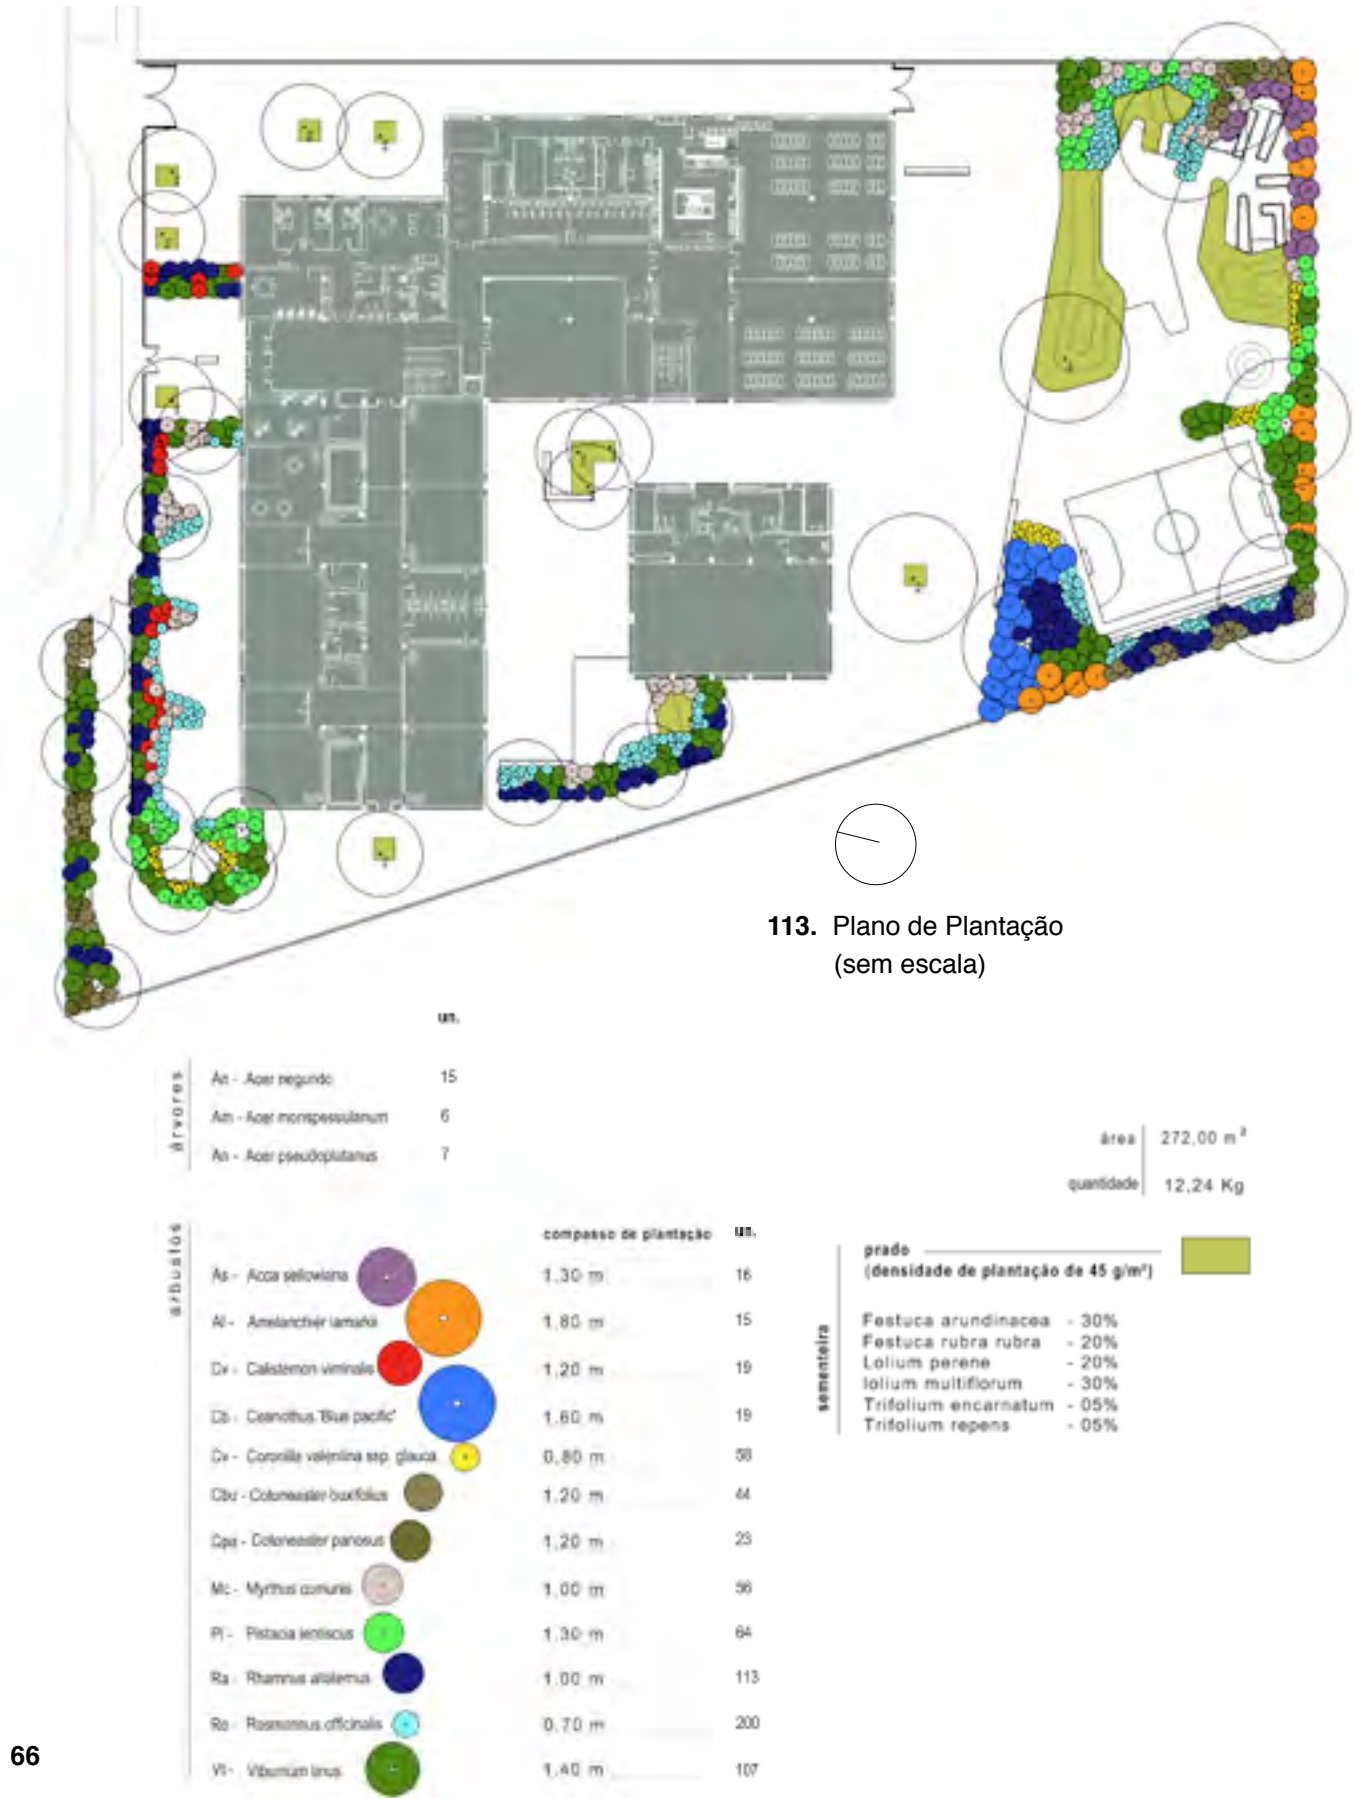 113. Plano de Plantação
(sem escala)
un.
árvores
An - Acer negundo 15
Am - Acer monspessulanum 6
An - Acer pseudoplatanus 7
área 272,00 m²
quantidade 12,24 Kg
arbustos
compasso de plantação un.
As - Acca sellowiana 1.30 m 16
Al - Amelanchier lamarkii 1.80 m 15
Cv - Calistemon viminalis 1.20 m 19
Cb - Ceanothus 'Blue pacific' 1.60 m 19
Cv - Coronilla valentina ssp. glauca 0.80 m 58
Cbu - Cotoneaster buxifolius 1.20 m 44
Cpa - Cotoneaster panosus 1.20 m 23
Mc - Myrthus comunis 1.00 m 56
Pl - Pistacia lentiscus 1.30 m 64
Ra - Rhamnus alaternus 1.00 m 113
Ro - Rosmarinus officinalis 0.70 m 200
Vt - Viburnum tinus 1.40 m 107
prado
(densidade de plantação de 45 g/m²)
sementeira
Festuca arundinacea - 30%
Festuca rubra rubra - 20%
Lolium perene - 20%
lolium multiflorum - 30%
Trifolium encarnatum - 05%
Trifolium repens - 05%
66